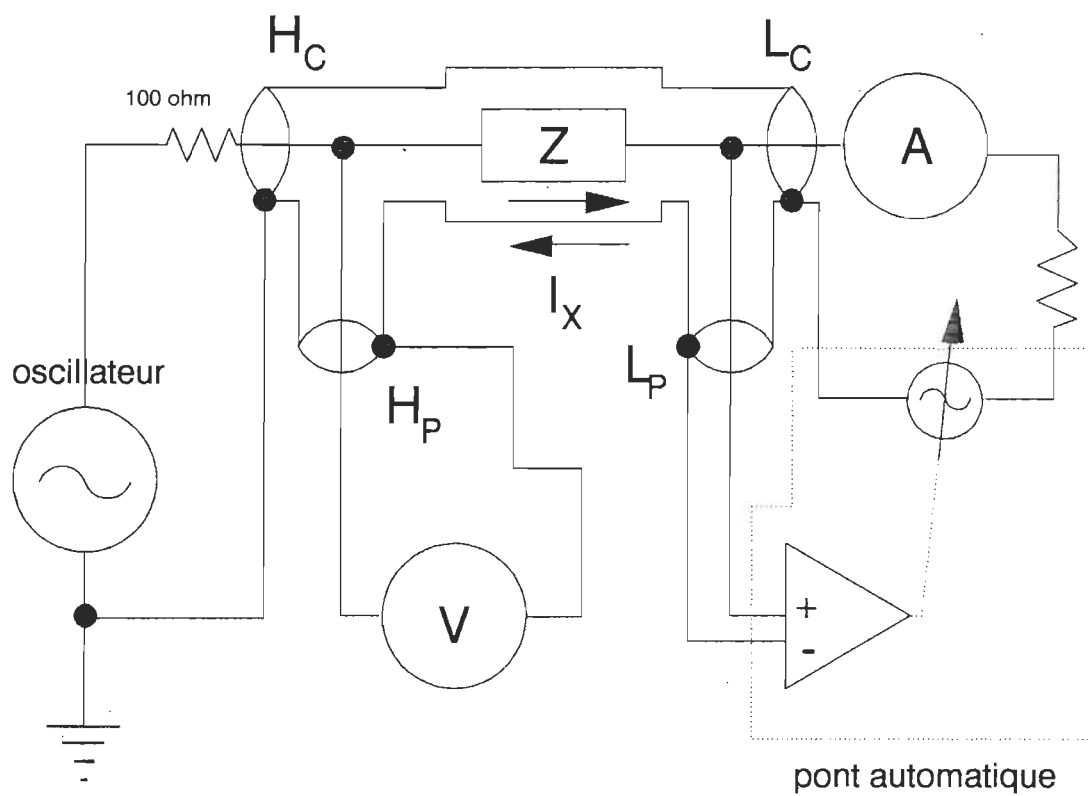 H_C
L_C
100 ohm
Z
A
I_X
oscillateur
H_P
L_P
V
+
-
pont automatique